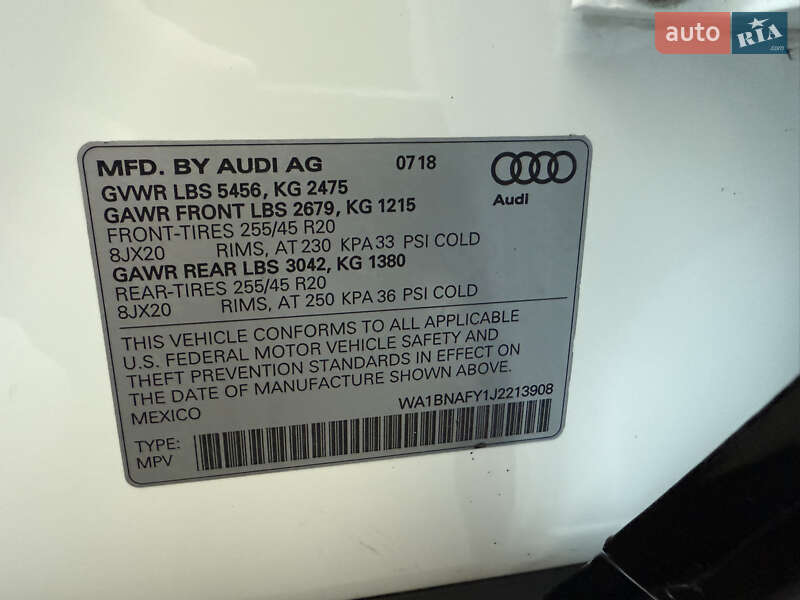 auto RIA .com
MFD. BY AUDI AG 0718
GVWR LBS 5456, KG 2475
GAWR FRONT LBS 2679, KG 1215
FRONT-TIRES 255/45 R20
8JX20 RIMS, AT 230 KPA 33 PSI COLD
GAWR REAR LBS 3042, KG 1380
REAR-TIRES 255/45 R20
8JX20 RIMS, AT 250 KPA 36 PSI COLD
Audi
THIS VEHICLE CONFORMS TO ALL APPLICABLE
U.S. FEDERAL MOTOR VEHICLE SAFETY AND
THEFT PREVENTION STANDARDS IN EFFECT ON
THE DATE OF MANUFACTURE SHOWN ABOVE.
MEXICO WA1BNAFY1J2213908
TYPE:
MPV